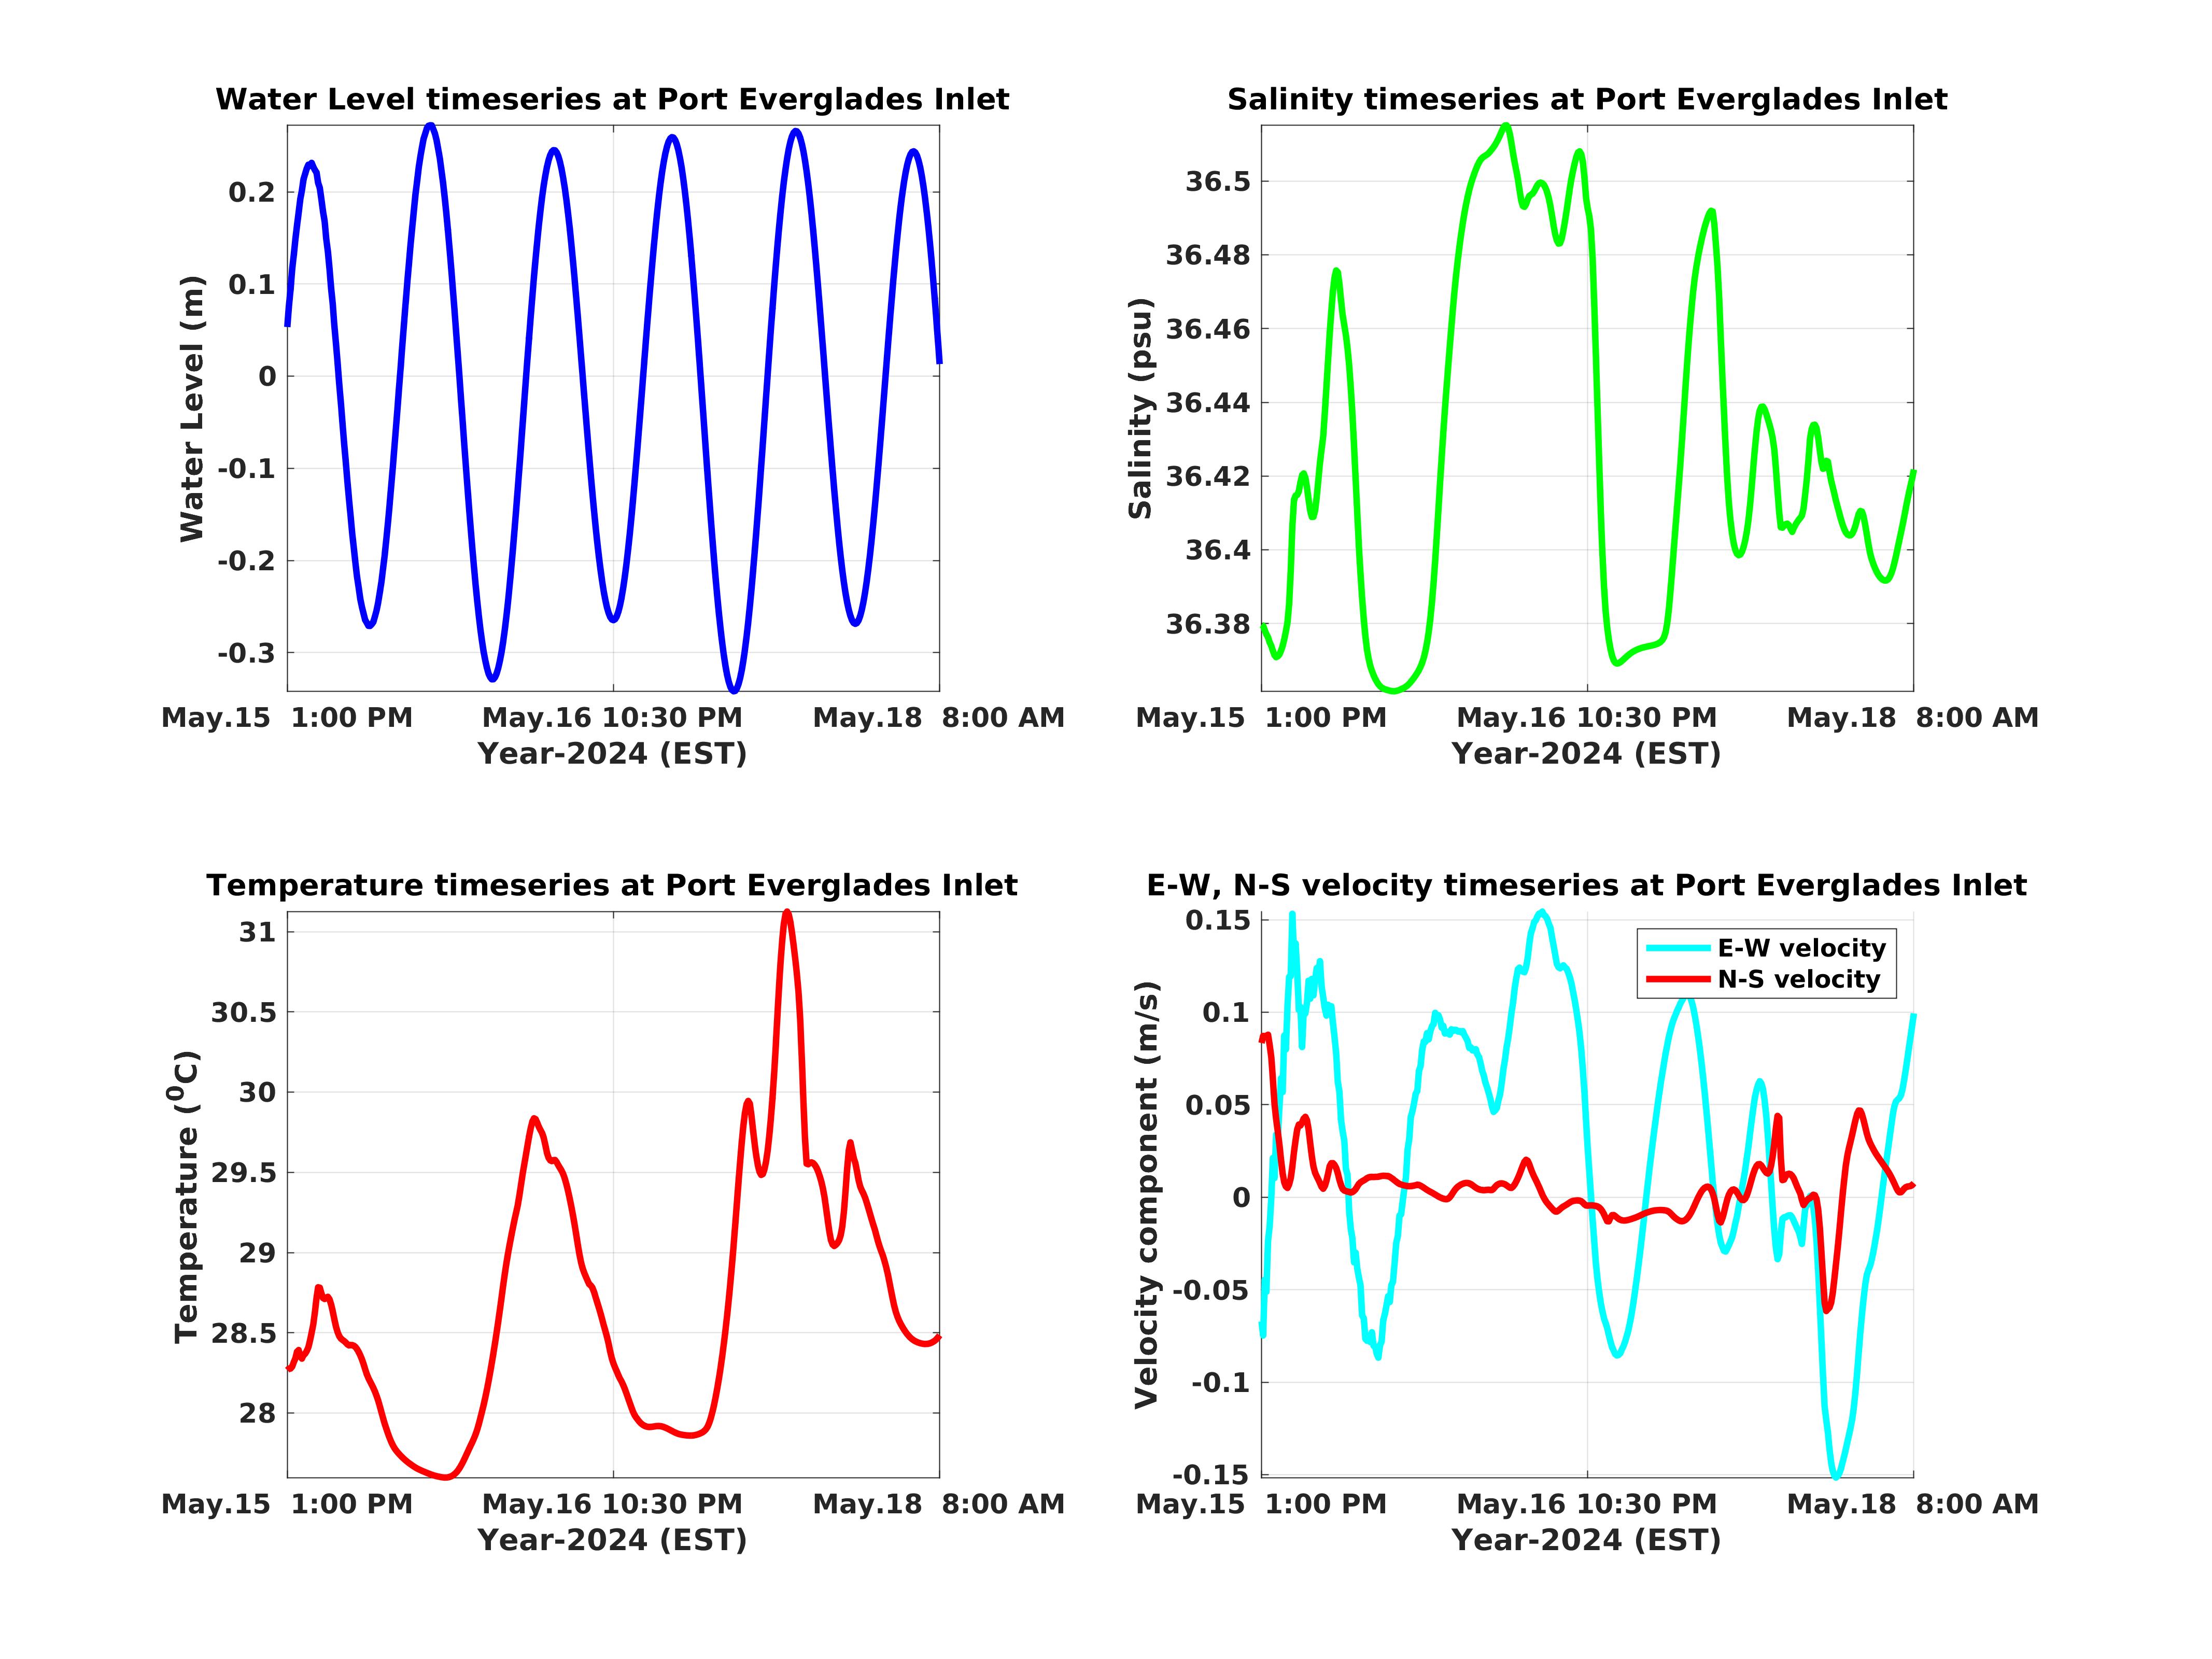 Water Level timeseries at Port Everglades Inlet
Water Level (m)
0.2
0.1
0
-0.1
-0.2
-0.3
May.15 1:00 PM
May.16 10:30 PM
May.18 8:00 AM
Year-2024 (EST)
Salinity timeseries at Port Everglades Inlet
Salinity (psu)
36.5
36.48
36.46
36.44
36.42
36.4
36.38
May.15 1:00 PM
May.16 10:30 PM
May.18 8:00 AM
Year-2024 (EST)
Temperature timeseries at Port Everglades Inlet
Temperature (⁰C)
31
30.5
30
29.5
29
28.5
28
May.15 1:00 PM
May.16 10:30 PM
May.18 8:00 AM
Year-2024 (EST)
E-W, N-S velocity timeseries at Port Everglades Inlet
Velocity component (m/s)
0.15
0.1
0.05
0
-0.05
-0.1
-0.15
E-W velocity
N-S velocity
May.15 1:00 PM
May.16 10:30 PM
May.18 8:00 AM
Year-2024 (EST)